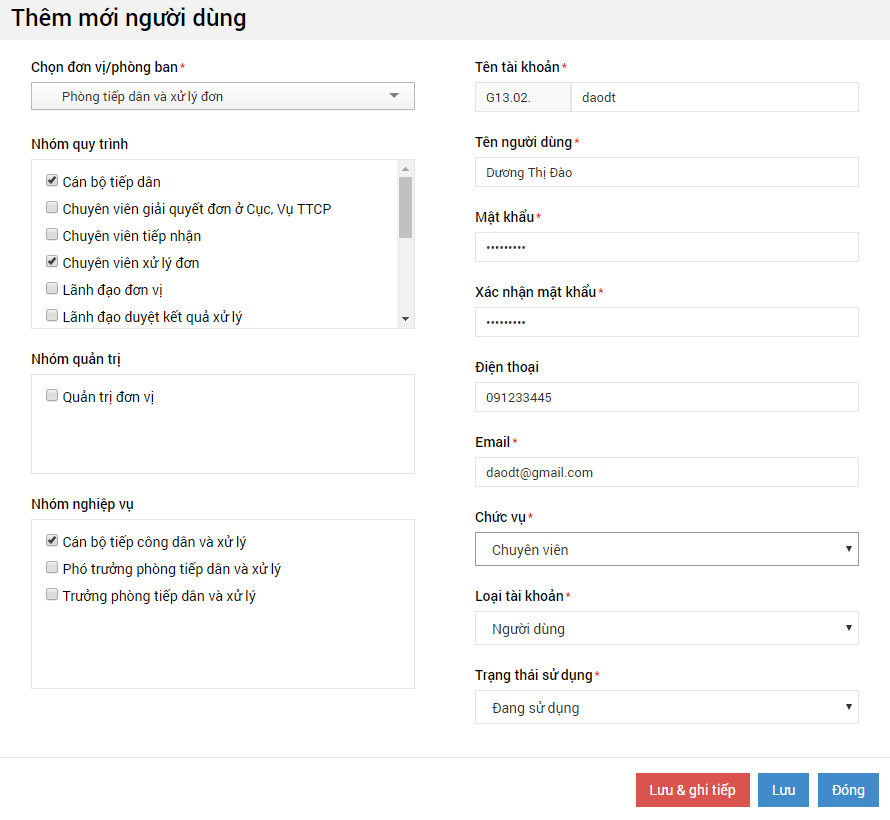 Thêm mới người dùng
Chọn đơn vị/phòng ban*
Phòng tiếp dân và xử lý đơn
Nhóm quy trình
Cán bộ tiếp dân
Chuyên viên giải quyết đơn ở Cục, Vụ TTCP
Chuyên viên tiếp nhận
Chuyên viên xử lý đơn
Lãnh đạo đơn vị
Lãnh đạo duyệt kết quả xử lý
Nhóm quản trị
Quản trị đơn vị
Nhóm nghiệp vụ
Cán bộ tiếp công dân và xử lý
Phó trưởng phòng tiếp dân và xử lý
Trưởng phòng tiếp dân và xử lý
Tên tài khoản*
G13.02. daodt
Tên người dùng*
Dương Thị Đào
Mật khẩu*
•••••••••
Xác nhận mật khẩu*
•••••••••
Điện thoại
091233445
Email*
daodt@gmail.com
Chức vụ*
Chuyên viên
Loại tài khoản*
Người dùng
Trạng thái sử dụng*
Đang sử dụng
Lưu & ghi tiếp Lưu Đóng